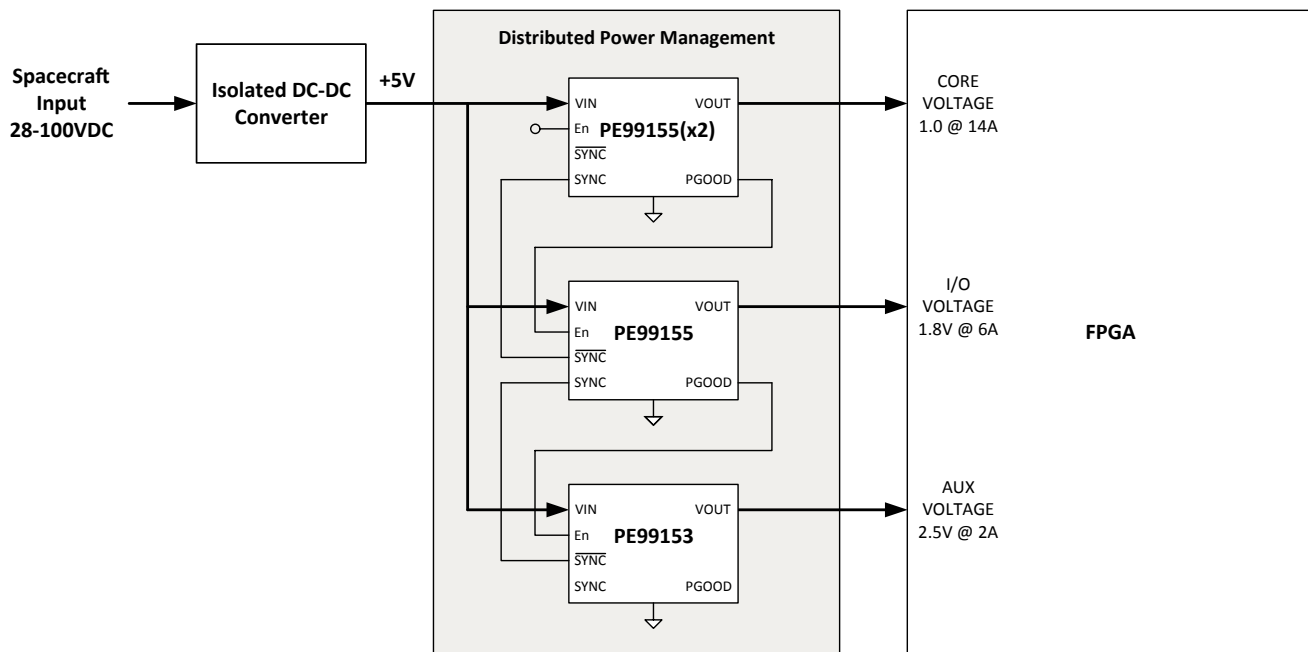 Distributed Power Management
Spacecraft
Input
28-100VDC
Isolated DC-DC
Converter
+5V
VIN
VOUT
En
PE99155(x2)
SYNC
SYNC
PGOOD
CORE
VOLTAGE
1.0 @ 14A
VIN
VOUT
En
PE99155
SYNC
SYNC
PGOOD
I/O
VOLTAGE
1.8V @ 6A
FPGA
VIN
VOUT
En
PE99153
SYNC
SYNC
PGOOD
AUX
VOLTAGE
2.5V @ 2A